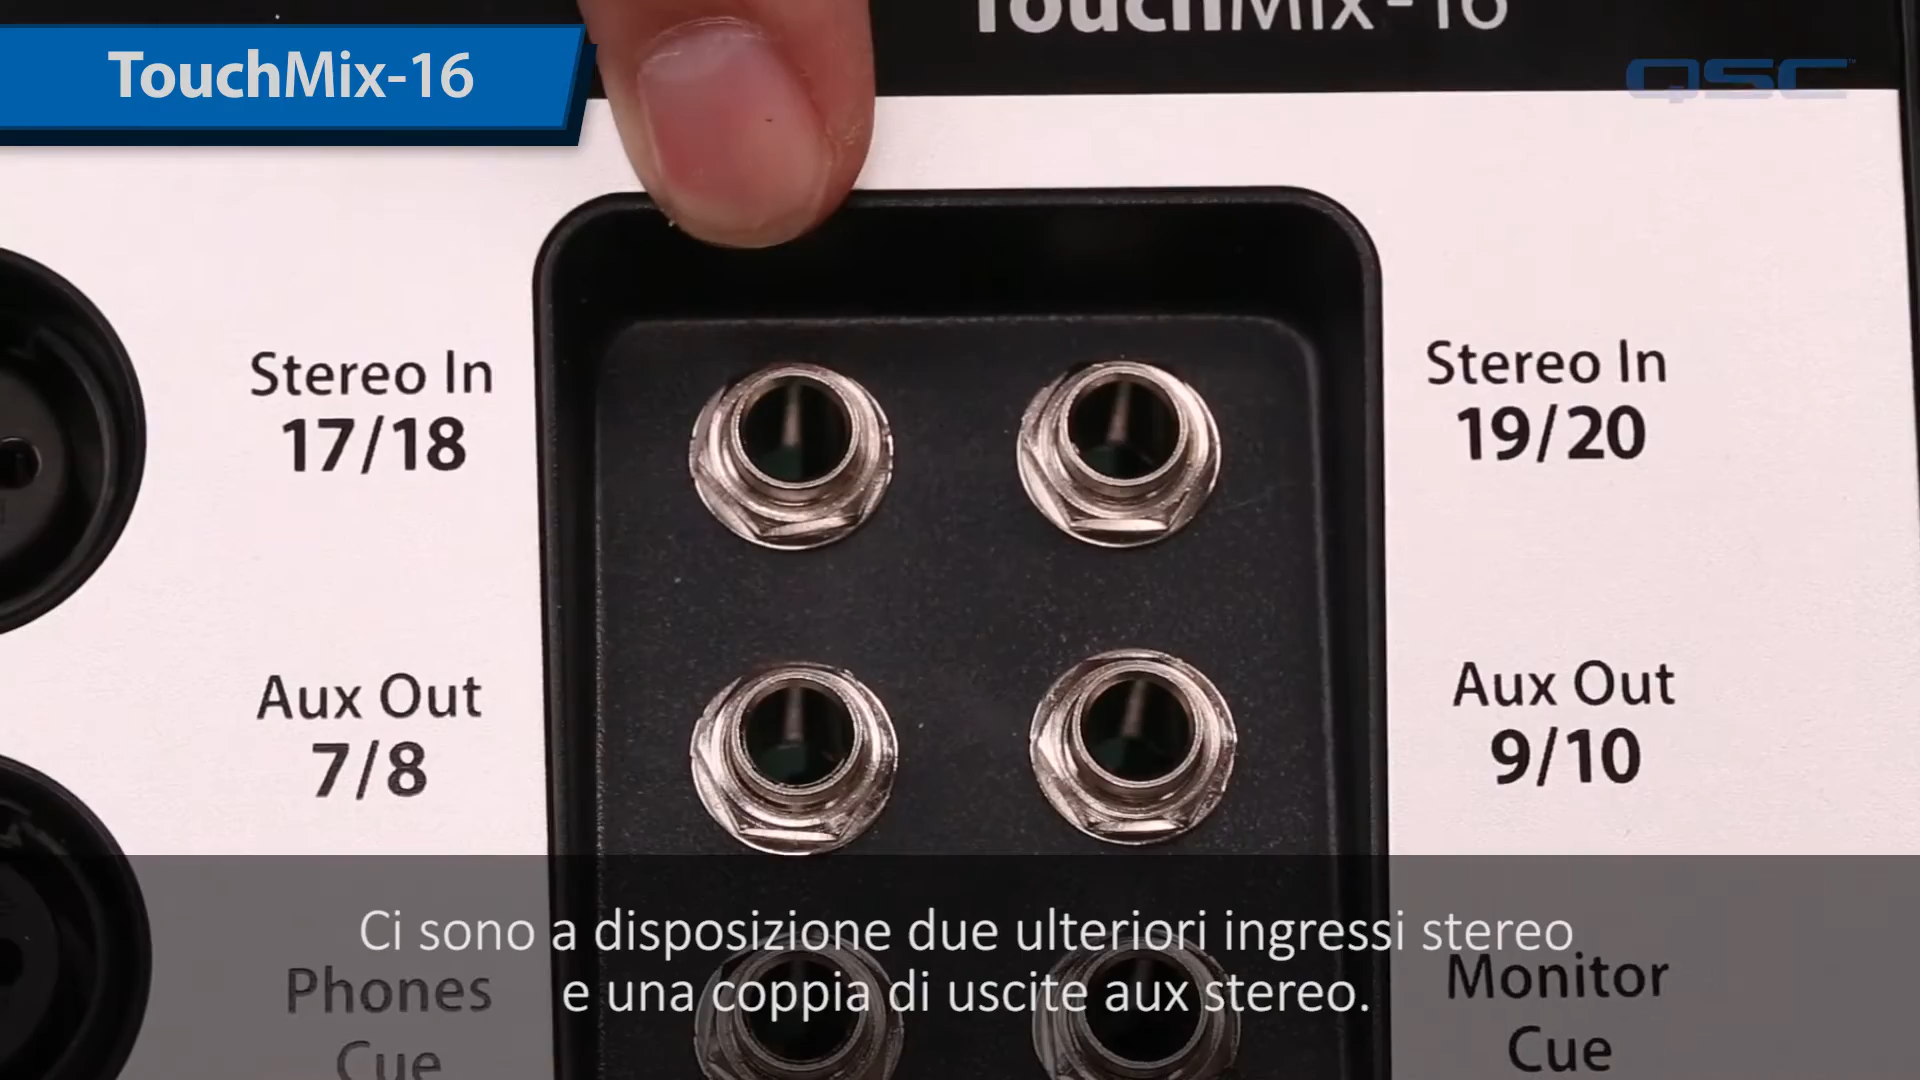 TouchMix-16
TouchMix-16
QSC
Stereo In
17/18
Stereo In
19/20
Aux Out
7/8
Aux Out
9/10
Ci sono a disposizione due ulteriori ingressi stereo
e una coppia di uscite aux stereo.
Phones
Cue
Monitor
Cue